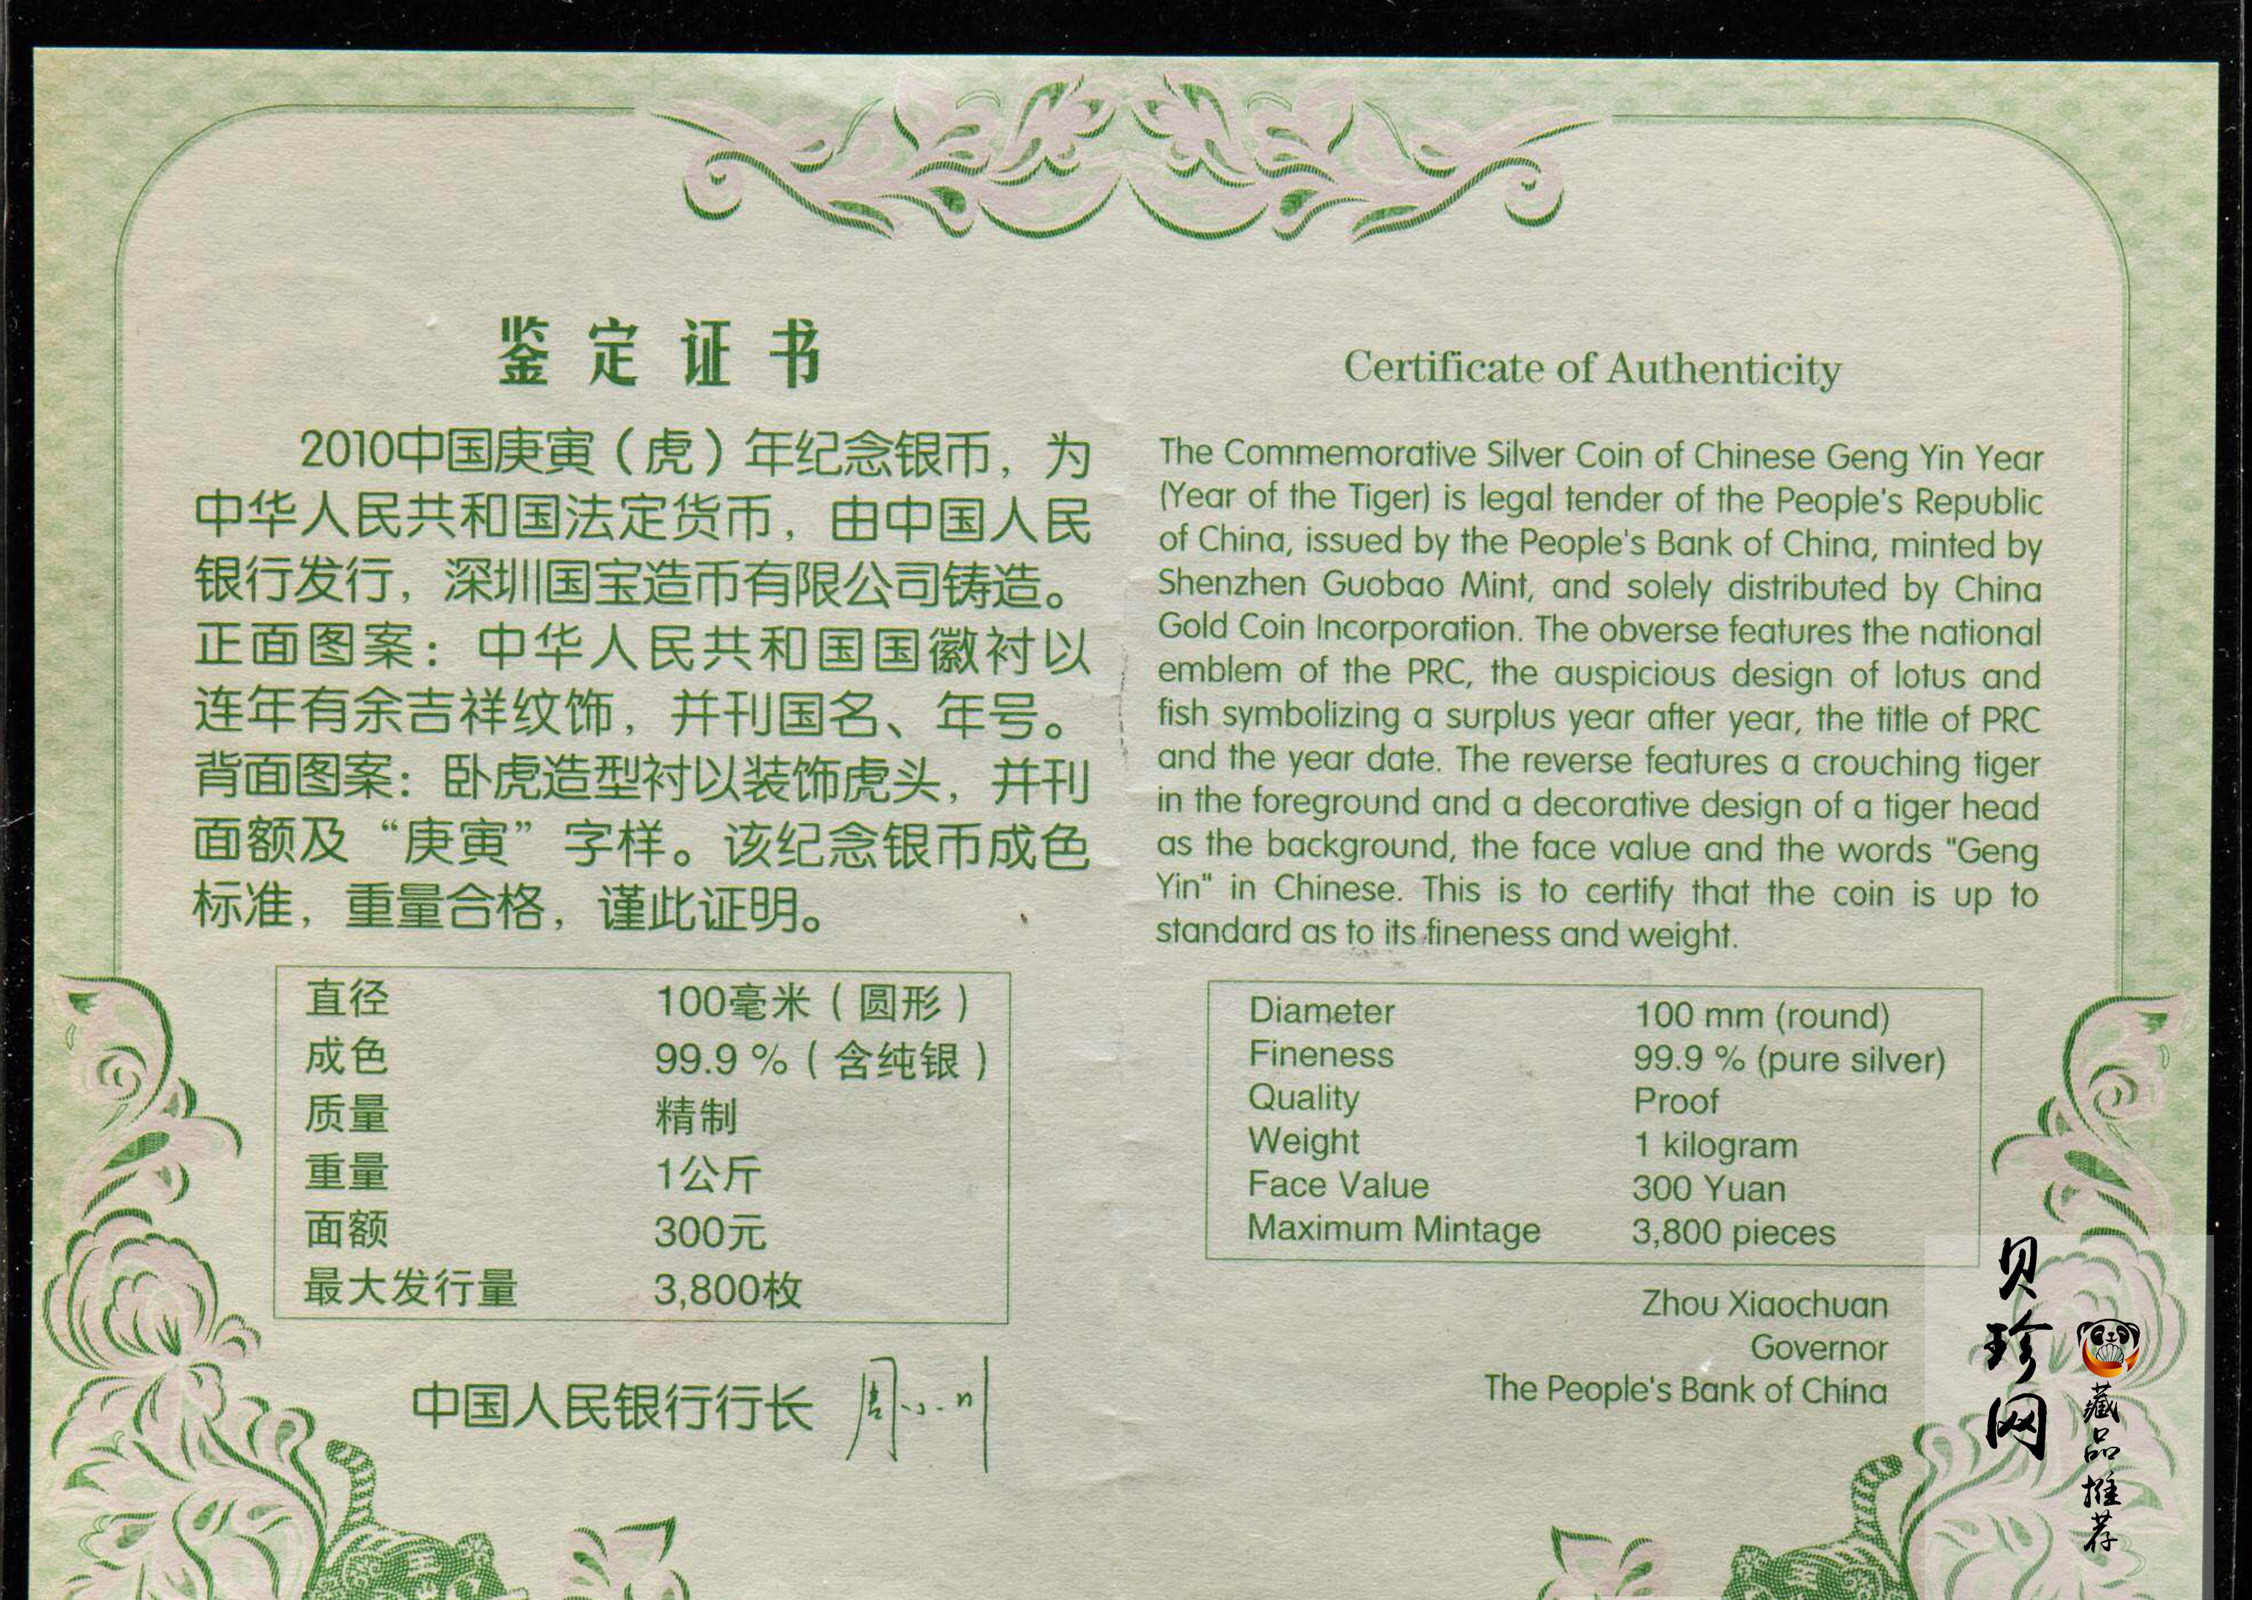 鉴定证书
2010中国庚寅（虎）年纪念银币，为
中华人民共和国法定货币，由中国人民
银行发行，深圳国宝造币有限公司铸造。
正面图案：中华人民共和国国徽衬以
连年有余吉祥纹饰，并刊国名、年号。
背面图案：卧虎造型衬以装饰虎头，并刊
面额及“庚寅”字样。该纪念银币成色
标准，重量合格，谨此证明。
直径 100毫米（圆形）
成色 99.9 %（含纯银）
质量 精制
重量 1公斤
面额 300元
最大发行量 3,800枚
中国人民银行行长 周小川
Certificate of Authenticity
The Commemorative Silver Coin of Chinese Geng Yin Year
(Year of the Tiger) is legal tender of the People's Republic
of China, issued by the People's Bank of China, minted by
Shenzhen Guobao Mint, and solely distributed by China
Gold Coin Incorporation. The obverse features the national
emblem of the PRC, the auspicious design of lotus and
fish symbolizing a surplus year after year, the title of PRC
and the year date. The reverse features a crouching tiger
in the foreground and a decorative design of a tiger head
as the background, the face value and the words "Geng
Yin" in Chinese. This is to certify that the coin is up to
standard as to its fineness and weight.
Diameter 100 mm (round)
Fineness 99.9 % (pure silver)
Quality Proof
Weight 1 kilogram
Face Value 300 Yuan
Maximum Mintage 3,800 pieces
Zhou Xiaochuan
Governor
The People's Bank of China
贝珍网
藏品推荐